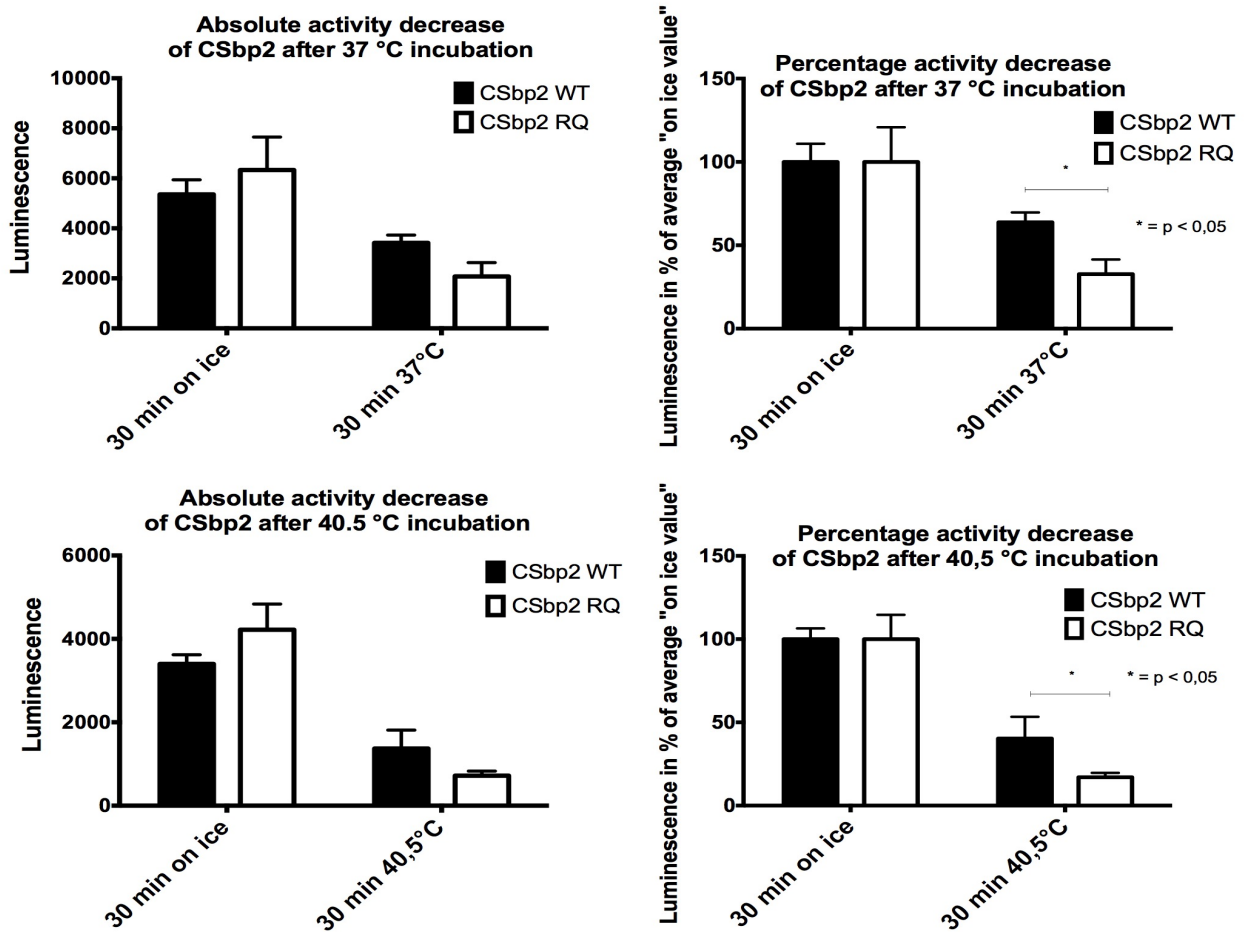 Absolute activity decrease
of CSbp2 after 37 °C incubation
Luminescence
10000
8000
6000
4000
2000
0
CSbp2 WT
CSbp2 RQ
30 min on ice
30 min 37°C
Percentage activity decrease
of CSbp2 after 37 °C incubation
Luminescence in % of average "on ice value"
150
100
50
0
CSbp2 WT
CSbp2 RQ
*
* = p < 0,05
30 min on ice
30 min 37°C
Absolute activity decrease
of CSbp2 after 40.5 °C incubation
Luminescence
6000
4000
2000
0
CSbp2 WT
CSbp2 RQ
30 min on ice
30 min 40,5°C
Percentage activity decrease
of CSbp2 after 40,5 °C incubation
Luminescence in % of average "on ice value"
150
100
50
0
CSbp2 WT
CSbp2 RQ
*
* = p < 0,05
30 min on ice
30 min 40,5°C